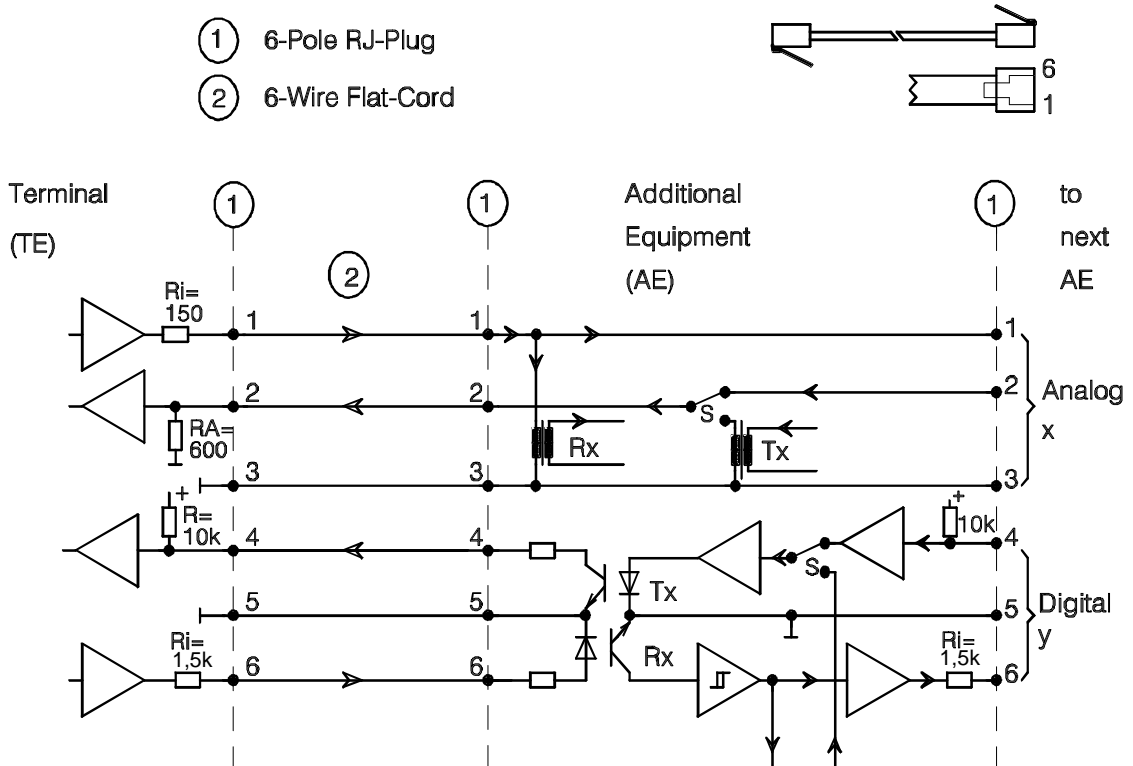 1 6-Pole RJ-Plug
2 6-Wire Flat-Cord
6
1
Terminal
(TE)
1
1
Additional
Equipment
(AE)
1
to
next
AE
2
Ri=
150
1
1
1
2
2
S
2
Analog
x
RA=
600
Rx
Tx
3
3
3
+
R=
10k
4
4
+
10k
4
S
Tx
5
5
Digital
y
Ri=
1,5k
6
6
Rx
Ri=
1,5k
6